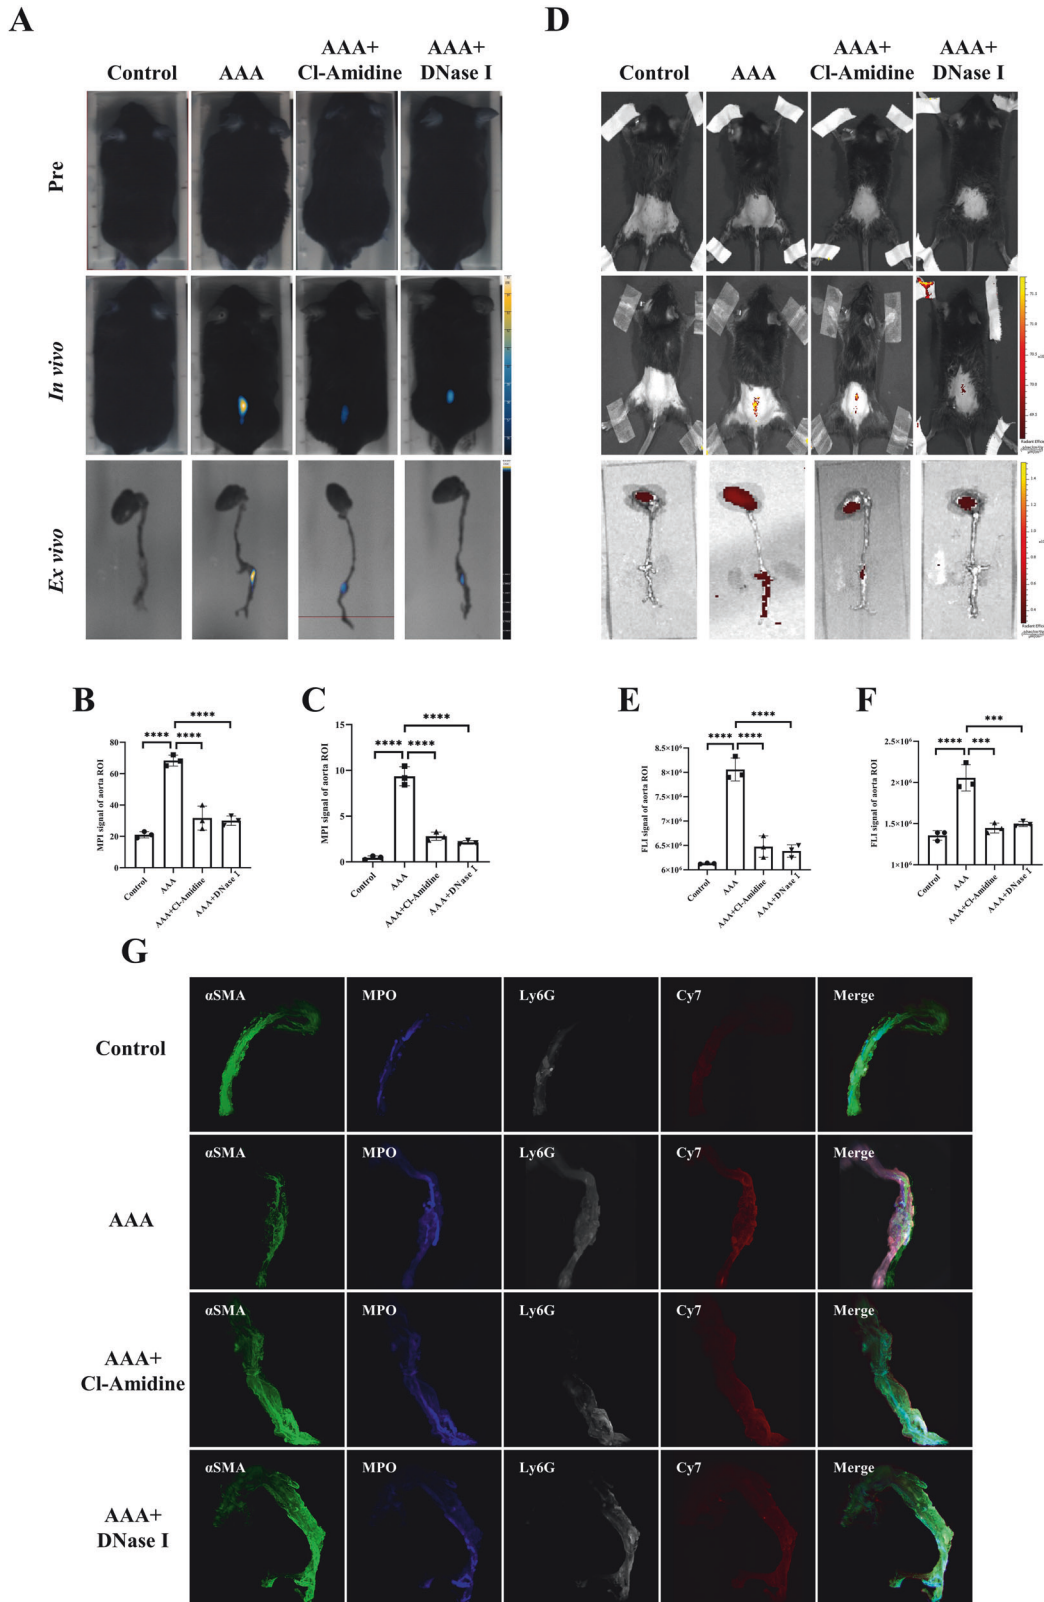 A
Control
AAA
AAA+
Cl-Amidine
AAA+
DNase I
Pre
In vivo
Ex vivo
D
Control
AAA
AAA+
Cl-Amidine
AAA+
DNase I
Radiant Effic
Radiant Effic
B
MPI signal of aorta ROI
80
60
40
20
0
****
****
****
Control
AAA
AAA+Cl-Amidine
AAA+DNase I
C
MPI signal of aorta ROI
15
10
5
0
****
****
****
Control
AAA
AAA+Cl-Amidine
AAA+DNase I
E
FLI signal of aorta ROI
8.5×10⁶
8×10⁶
7.5×10⁶
7×10⁶
6.5×10⁶
6×10⁶
****
****
****
Control
AAA
AAA+Cl-Amidine
AAA+DNase I
F
FLI signal of aorta ROI
2.5×10⁶
2×10⁶
1.5×10⁶
1×10⁶
***
****
***
Control
AAA
AAA+Cl-Amidine
AAA+DNase I
G
Control
αSMA
MPO
Ly6G
Cy7
Merge
AAA
αSMA
MPO
Ly6G
Cy7
Merge
AAA+
Cl-Amidine
αSMA
MPO
Ly6G
Cy7
Merge
AAA+
DNase I
αSMA
MPO
Ly6G
Cy7
Merge